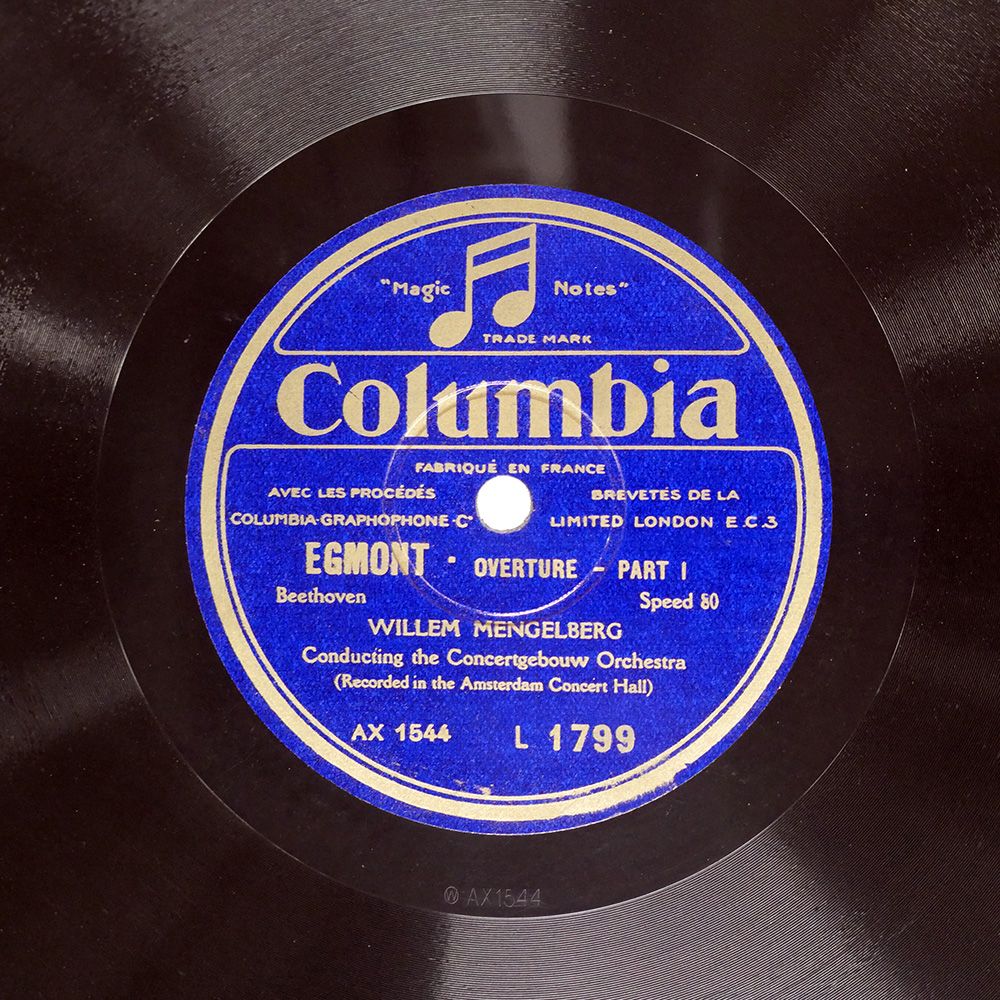 "Magic Notes"
TRADE MARK
Columbia
FABRIQUÉ EN FRANCE
AVEC LES PROCÉDÉS BREVETÉS DE LA
COLUMBIA-GRAPHOPHONE-Cº LIMITED LONDON E.C.3
EGMONT · OVERTURE – PART I
Beethoven Speed 80
WILLEM MENGELBERG
Conducting the Concertgebouw Orchestra
(Recorded in the Amsterdam Concert Hall)
AX 1544 L 1799
Ⓦ AX1544